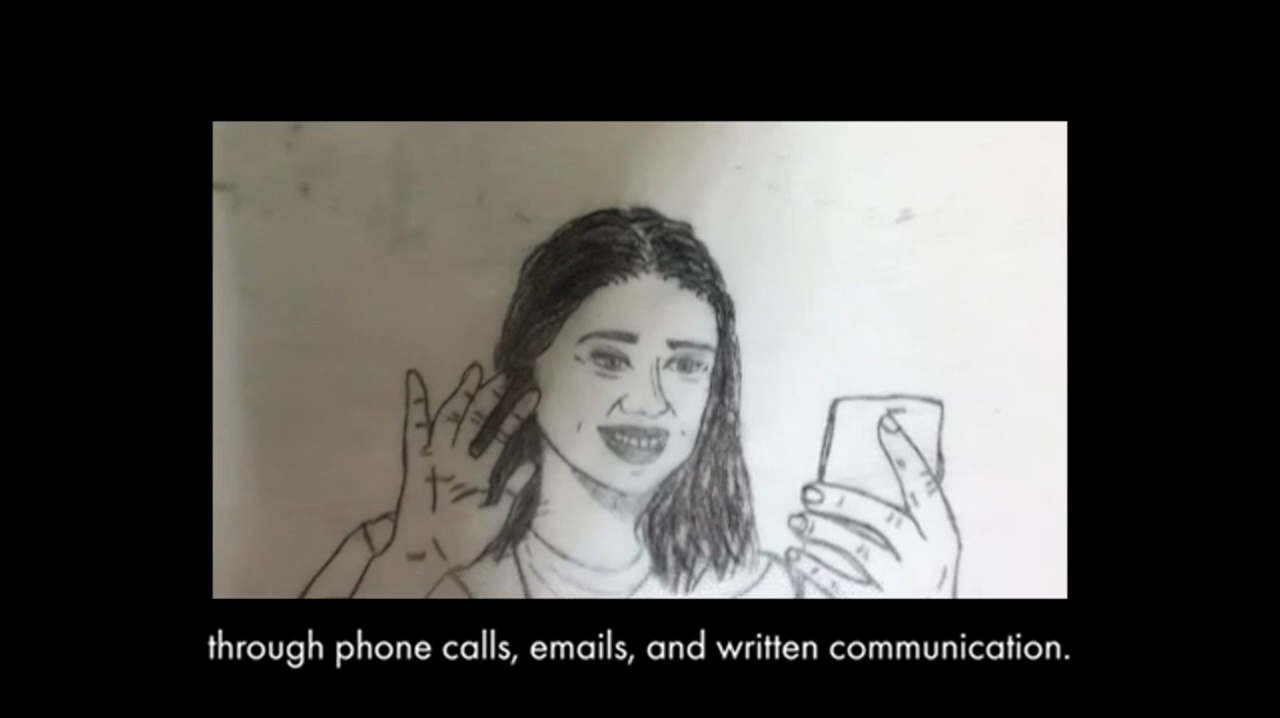 through phone calls, emails, and written communication.